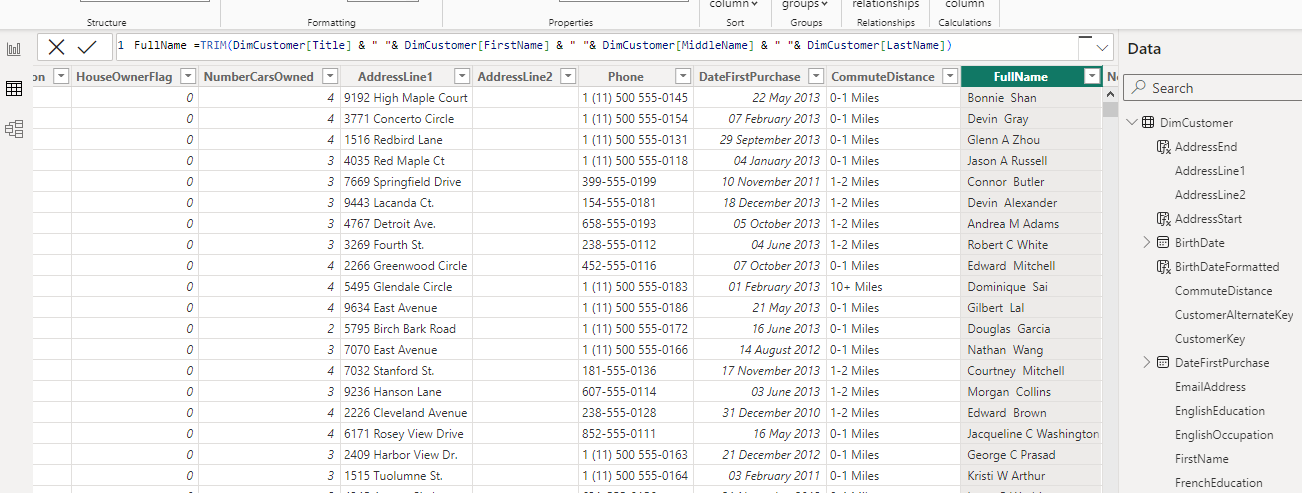 column groups relationships column
Structure Formatting Properties Sort Groups Relationships Calculations
1 FullName =TRIM(DimCustomer[Title] & " "& DimCustomer[FirstName] & " "& DimCustomer[MiddleName] & " "& DimCustomer[LastName])
on HouseOwnerFlag NumberCarsOwned AddressLine1 AddressLine2 Phone DateFirstPurchase CommuteDistance FullName
0 4 9192 High Maple Court 1 (11) 500 555-0145 22 May 2013 0-1 Miles Bonnie  Shan
0 4 3771 Concerto Circle 1 (11) 500 555-0154 07 February 2013 0-1 Miles Devin  Gray
0 4 1516 Redbird Lane 1 (11) 500 555-0131 29 September 2013 0-1 Miles Glenn A Zhou
0 3 4035 Red Maple Ct 1 (11) 500 555-0118 04 January 2013 0-1 Miles Jason A Russell
0 3 7669 Springfield Drive 399-555-0199 10 November 2011 1-2 Miles Connor  Butler
0 3 9443 Lacanda Ct. 154-555-0181 18 December 2013 1-2 Miles Devin  Alexander
0 3 4767 Detroit Ave. 658-555-0193 05 October 2013 1-2 Miles Andrea M Adams
0 3 3269 Fourth St. 238-555-0112 04 June 2013 1-2 Miles Robert C White
0 4 2266 Greenwood Circle 452-555-0116 07 October 2013 0-1 Miles Edward  Mitchell
0 4 5495 Glendale Circle 1 (11) 500 555-0183 01 February 2013 10+ Miles Dominique  Sai
0 4 9634 East Avenue 1 (11) 500 555-0186 21 May 2013 0-1 Miles Gilbert  Lal
0 2 5795 Birch Bark Road 1 (11) 500 555-0172 16 June 2013 0-1 Miles Douglas  Garcia
0 3 7070 East Avenue 1 (11) 500 555-0166 14 August 2012 0-1 Miles Nathan  Wang
0 4 7032 Stanford St. 181-555-0136 17 November 2013 1-2 Miles Courtney  Mitchell
0 3 9236 Hanson Lane 607-555-0114 03 June 2013 1-2 Miles Morgan  Collins
0 4 2226 Cleveland Avenue 238-555-0128 31 December 2010 1-2 Miles Edward  Brown
0 4 6171 Rosey View Drive 852-555-0111 16 May 2013 0-1 Miles Jacqueline C Washington
0 3 2409 Harbor View Dr. 1 (11) 500 555-0163 21 December 2012 0-1 Miles George C Prasad
0 3 1515 Tuolumne St. 1 (11) 500 555-0164 03 February 2011 0-1 Miles Kristi W Arthur
Data
Search
DimCustomer
AddressEnd
AddressLine1
AddressLine2
AddressStart
BirthDate
BirthDateFormatted
CommuteDistance
CustomerAlternateKey
CustomerKey
DateFirstPurchase
EmailAddress
EnglishEducation
EnglishOccupation
FirstName
FrenchEducation